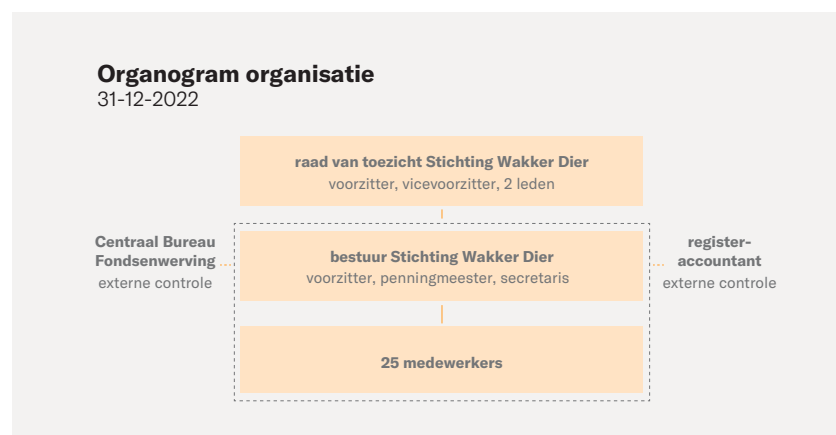 Organogram organisatie
31-12-2022
raad van toezicht Stichting Wakker Dier
voorzitter, vicevoorzitter, 2 leden
Centraal Bureau
Fondsenwerving
externe controle
bestuur Stichting Wakker Dier
voorzitter, penningmeester, secretaris
register-
accountant
externe controle
25 medewerkers